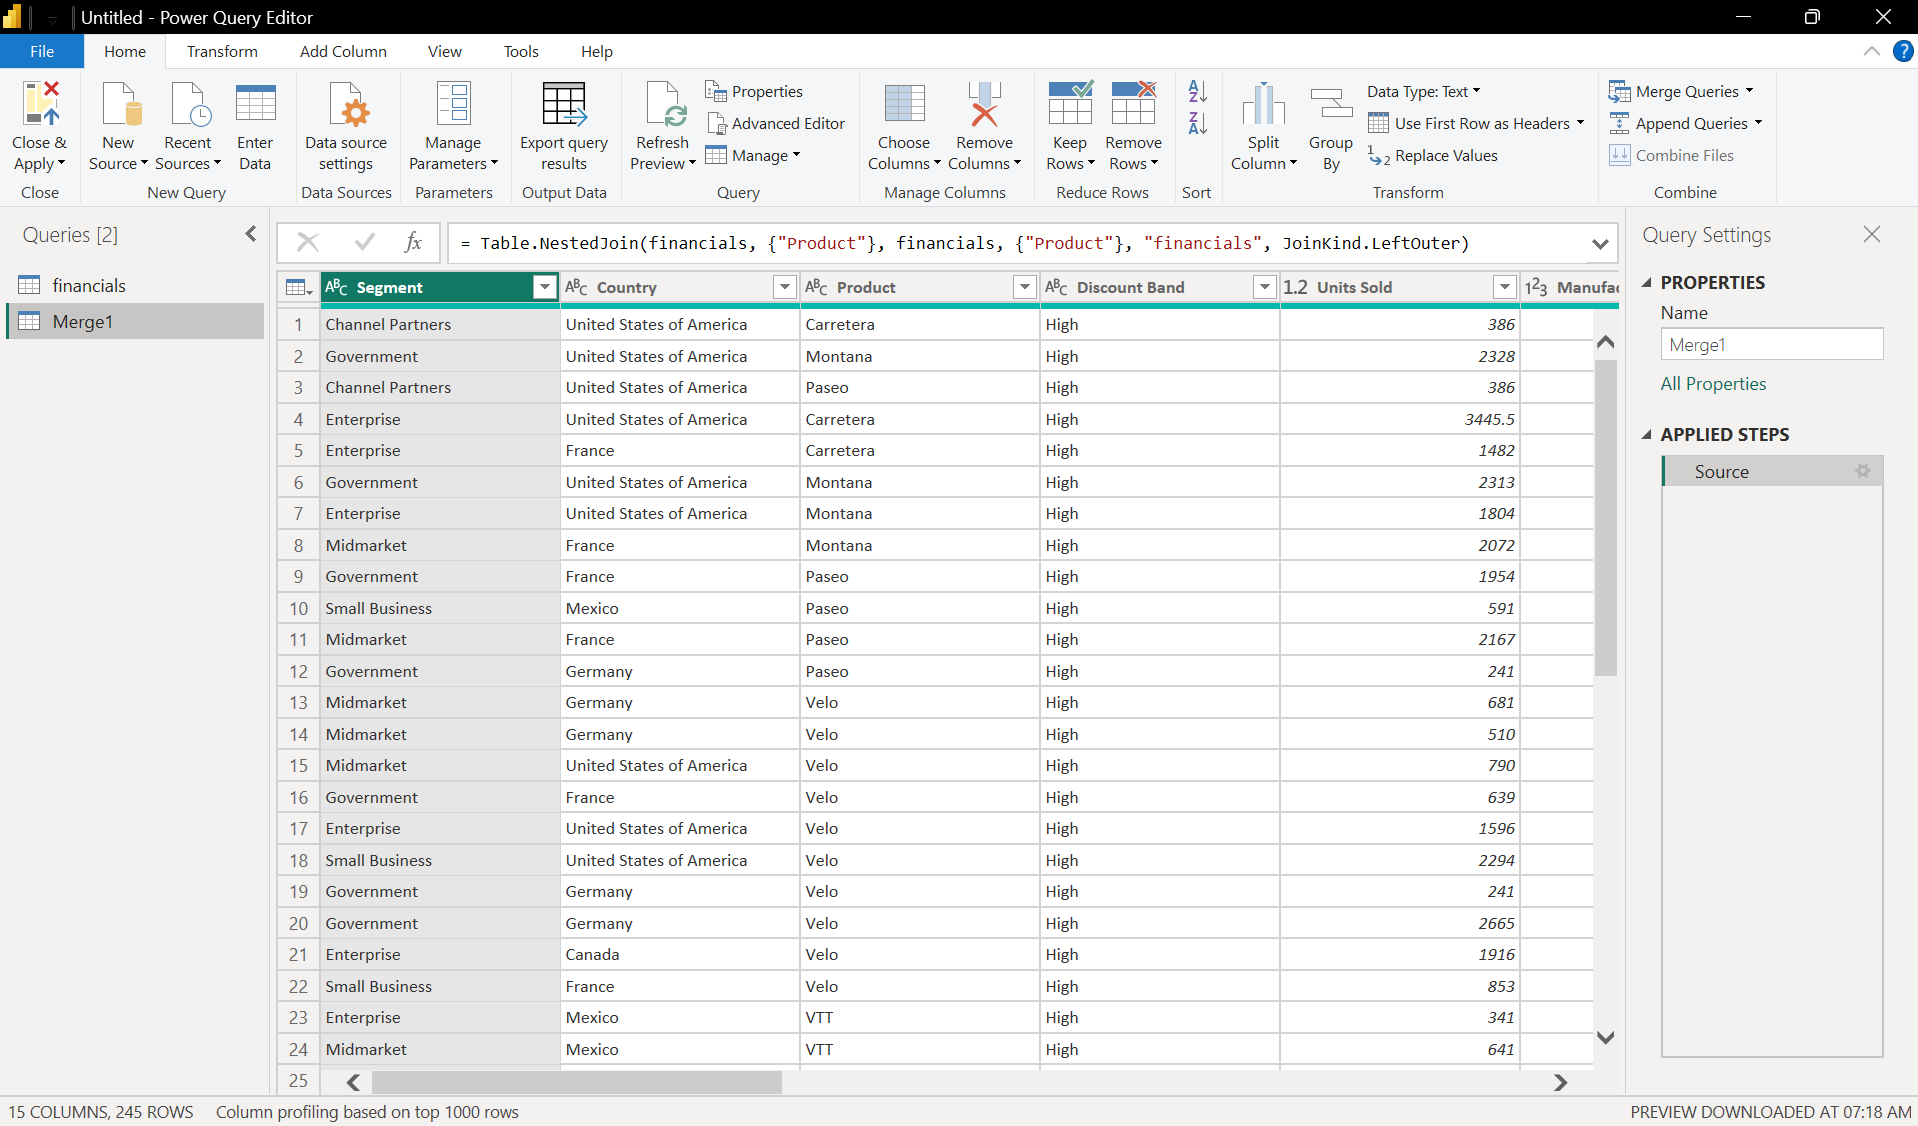 Untitled - Power Query Editor
File Home Transform Add Column View Tools Help
Close & Apply
Close
New Source
Recent Sources
Enter Data
New Query
Data source settings
Data Sources
Manage Parameters
Parameters
Export query results
Output Data
Refresh Preview
Properties
Advanced Editor
Manage
Query
Choose Columns
Remove Columns
Manage Columns
Keep Rows
Remove Rows
Reduce Rows
Sort
Split Column
Group By
Data Type: Text
Use First Row as Headers
Replace Values
Transform
Merge Queries
Append Queries
Combine Files
Combine
Queries [2]
financials
Merge1
fx
= Table.NestedJoin(financials, {"Product"}, financials, {"Product"}, "financials", JoinKind.LeftOuter)
ABC Segment ABC Country ABC Product ABC Discount Band 1.2 Units Sold 123 Manufac
1 Channel Partners United States of America Carretera High 386
2 Government United States of America Montana High 2328
3 Channel Partners United States of America Paseo High 386
4 Enterprise United States of America Carretera High 3445.5
5 Enterprise France Carretera High 1482
6 Government United States of America Montana High 2313
7 Enterprise United States of America Montana High 1804
8 Midmarket France Montana High 2072
9 Government France Paseo High 1954
10 Small Business Mexico Paseo High 591
11 Midmarket France Paseo High 2167
12 Government Germany Paseo High 241
13 Midmarket Germany Velo High 681
14 Midmarket Germany Velo High 510
15 Midmarket United States of America Velo High 790
16 Government France Velo High 639
17 Enterprise United States of America Velo High 1596
18 Small Business United States of America Velo High 2294
19 Government Germany Velo High 241
20 Government Germany Velo High 2665
21 Enterprise Canada Velo High 1916
22 Small Business France Velo High 853
23 Enterprise Mexico VTT High 341
24 Midmarket Mexico VTT High 641
25
Query Settings
PROPERTIES
Name
Merge1
All Properties
APPLIED STEPS
Source
15 COLUMNS, 245 ROWS Column profiling based on top 1000 rows
PREVIEW DOWNLOADED AT 07:18 AM